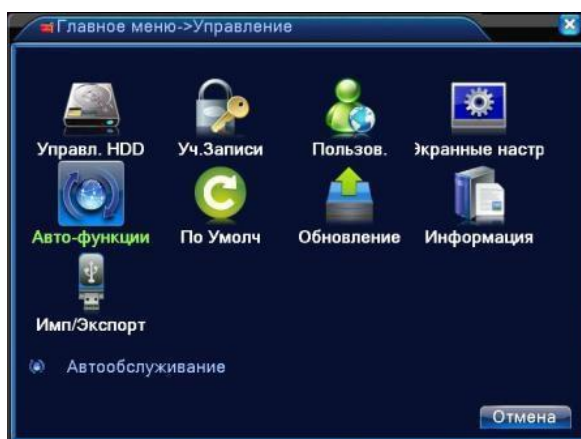 Главное меню->Управление
Управл. HDD Уч.Записи Пользов. Экранные настр
Авто-функции По Умолч Обновление Информация
Имп/Экспорт
Автообслуживание
Отмена